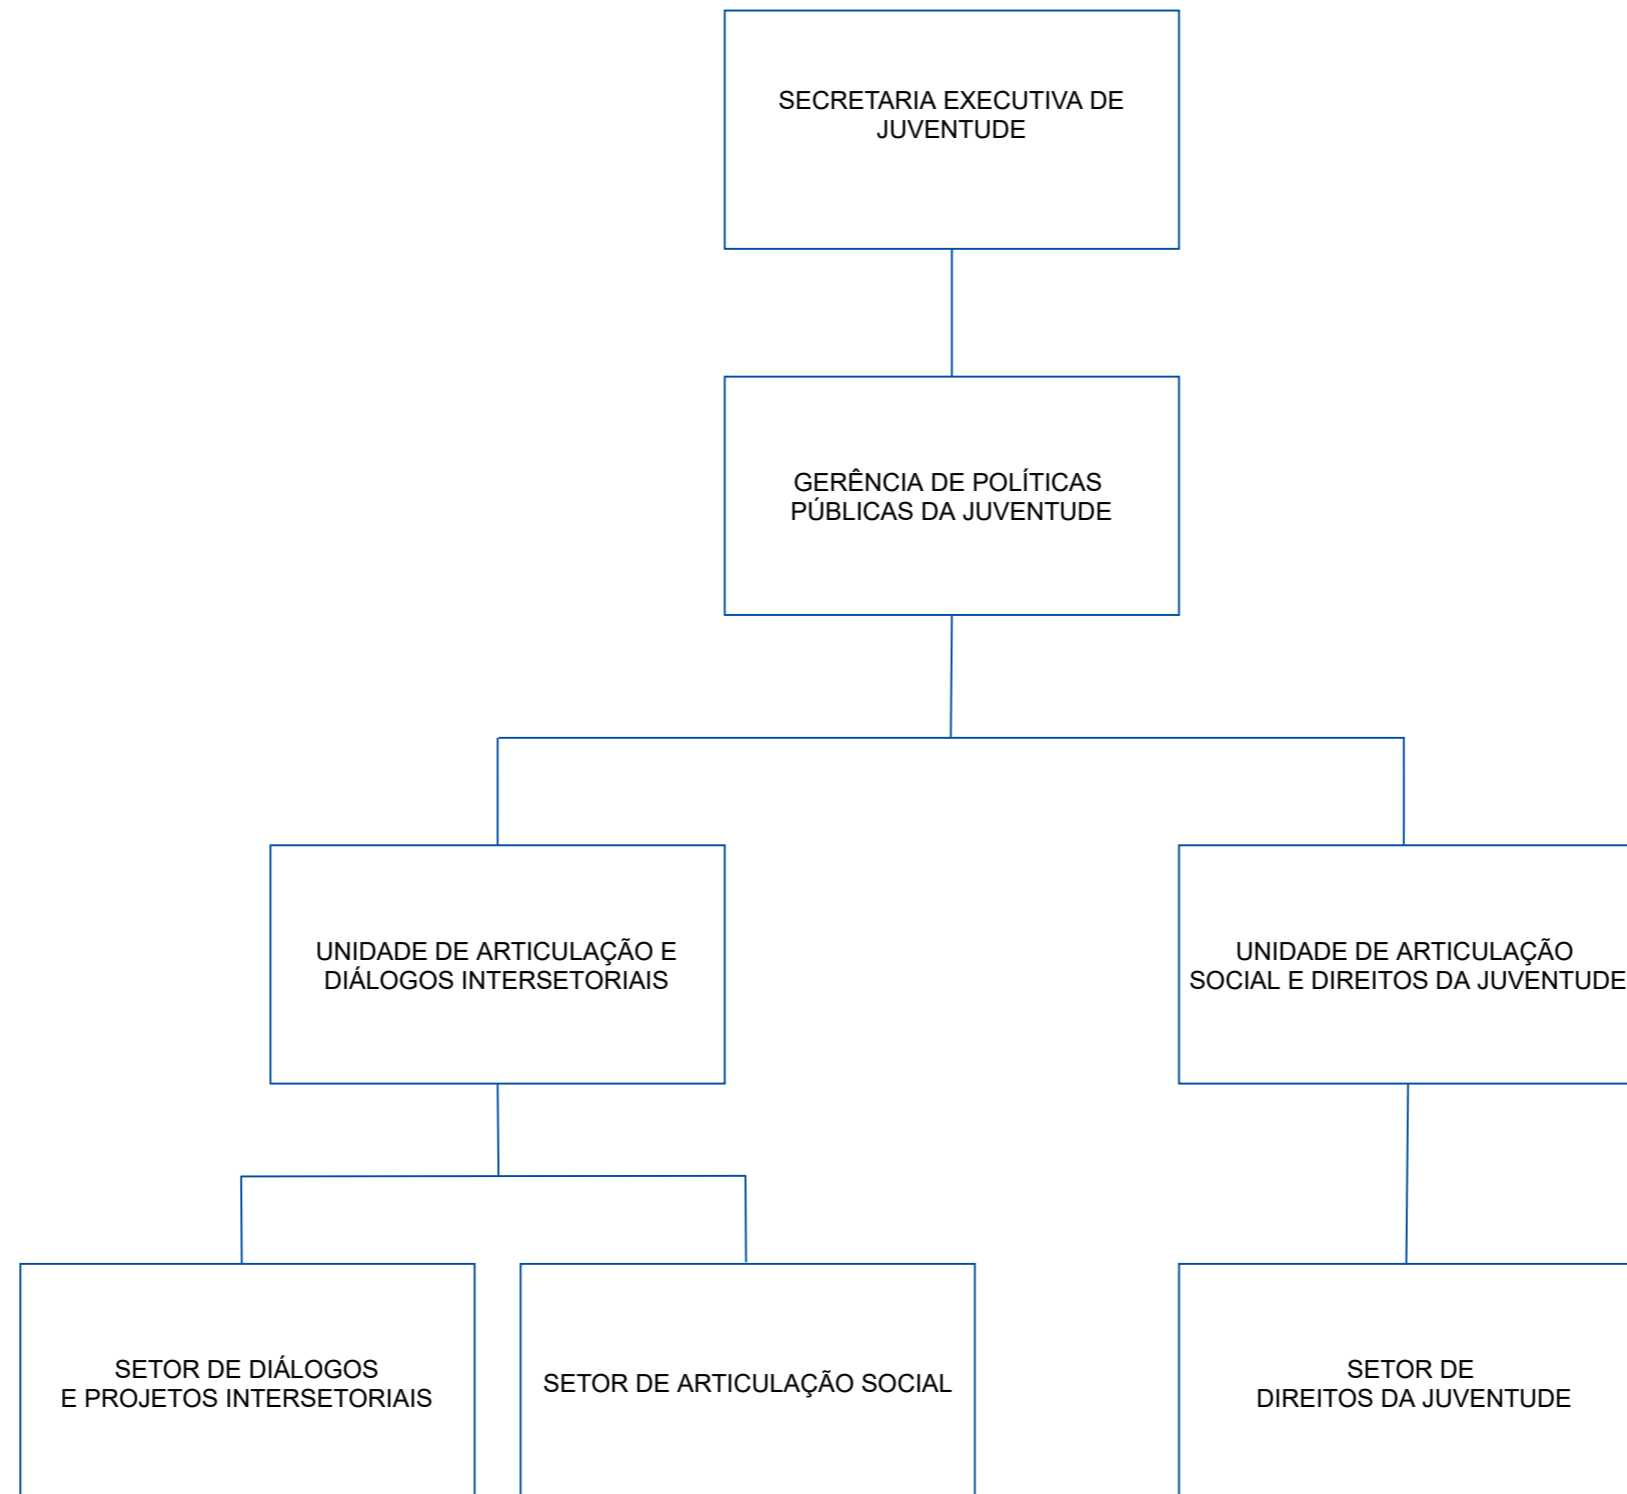 SECRETARIA EXECUTIVA DE
JUVENTUDE
GERÊNCIA DE POLÍTICAS
PÚBLICAS DA JUVENTUDE
UNIDADE DE ARTICULAÇÃO E
DIÁLOGOS INTERSETORIAIS
UNIDADE DE ARTICULAÇÃO
SOCIAL E DIREITOS DA JUVENTUDE
SETOR DE DIÁLOGOS
E PROJETOS INTERSETORIAIS
SETOR DE ARTICULAÇÃO SOCIAL
SETOR DE
DIREITOS DA JUVENTUDE